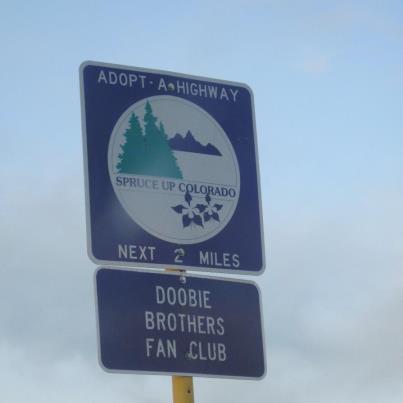 ADOPT-A-HIGHWAY
SPRUCE UP COLORADO
NEXT 2 MILES
DOOBIE
BROTHERS
FAN CLUB